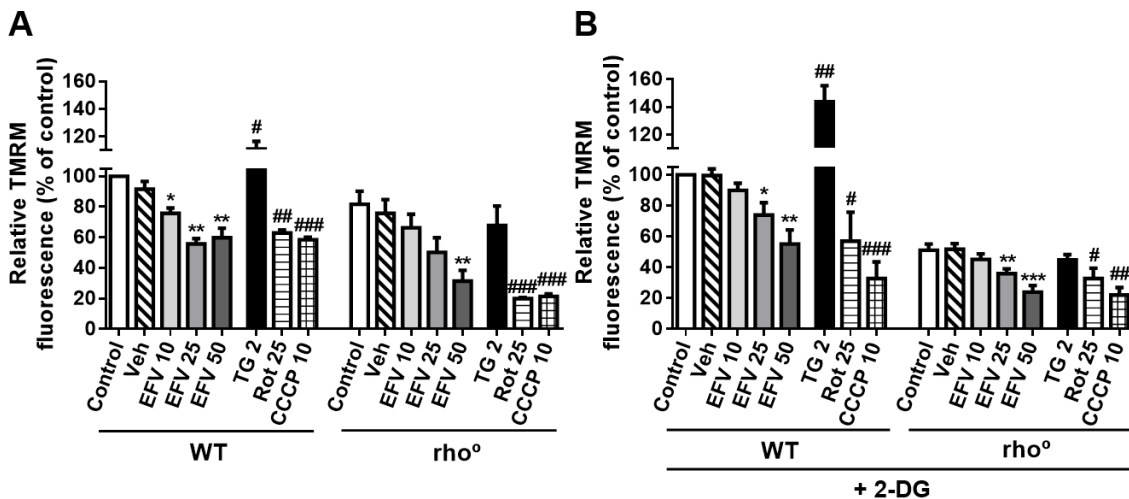 A
Relative TMRM
fluorescence (% of control)
160
140
120
100
80
60
40
20
0
*
**
**
#
##
###
**
###
###
Control
Veh
EFV 10
EFV 25
EFV 50
TG 2
Rot 25
CCCP 10
Control
Veh
EFV 10
EFV 25
EFV 50
TG 2
Rot 25
CCCP 10
WT
rhoº
B
Relative TMRM
fluorescence (% of control)
160
140
120
100
80
60
40
20
0
*
**
##
#
###
**
***
#
##
Control
Veh
EFV 10
EFV 25
EFV 50
TG 2
Rot 25
CCCP 10
Control
Veh
EFV 10
EFV 25
EFV 50
TG 2
Rot 25
CCCP 10
WT
rhoº
+ 2-DG